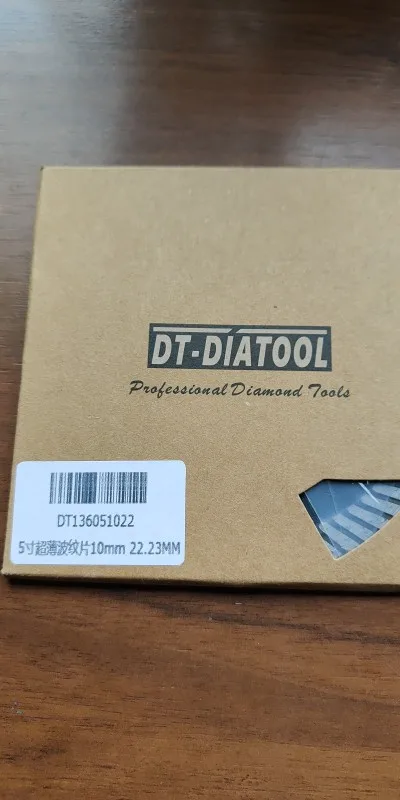 DT-DIATOOL
Professional Diamond Tools
DT136051022
5寸超薄波纹片10mm 22.23MM